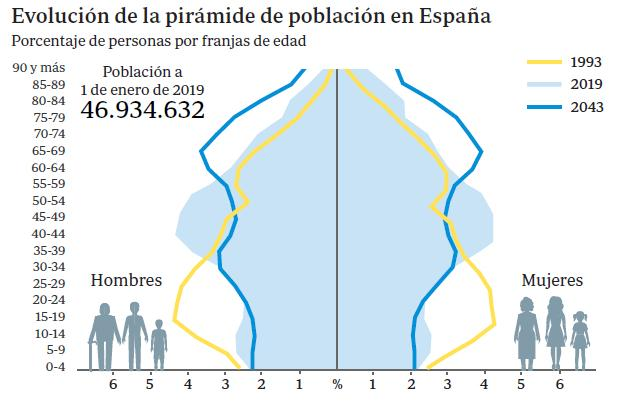 Evolución de la pirámide de población en España
Porcentaje de personas por franjas de edad
1993
2019
2043
Población a
1 de enero de 2019
46.934.632
90 y más
85-89
80-84
75-79
70-74
65-69
60-64
55-59
50-54
45-49
40-44
35-39
30-34
25-29
20-24
15-19
10-14
5-9
0-4
Hombres
Mujeres
6 5 4 3 2 1 % 1 2 3 4 5 6